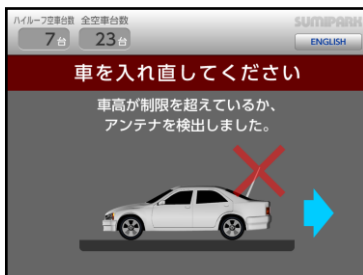 ハイルーフ空車台数 全空車台数
7台 23台
SUMIPARK
ENGLISH
車を入れ直してください
車高が制限を超えているか、
アンテナを検出しました。